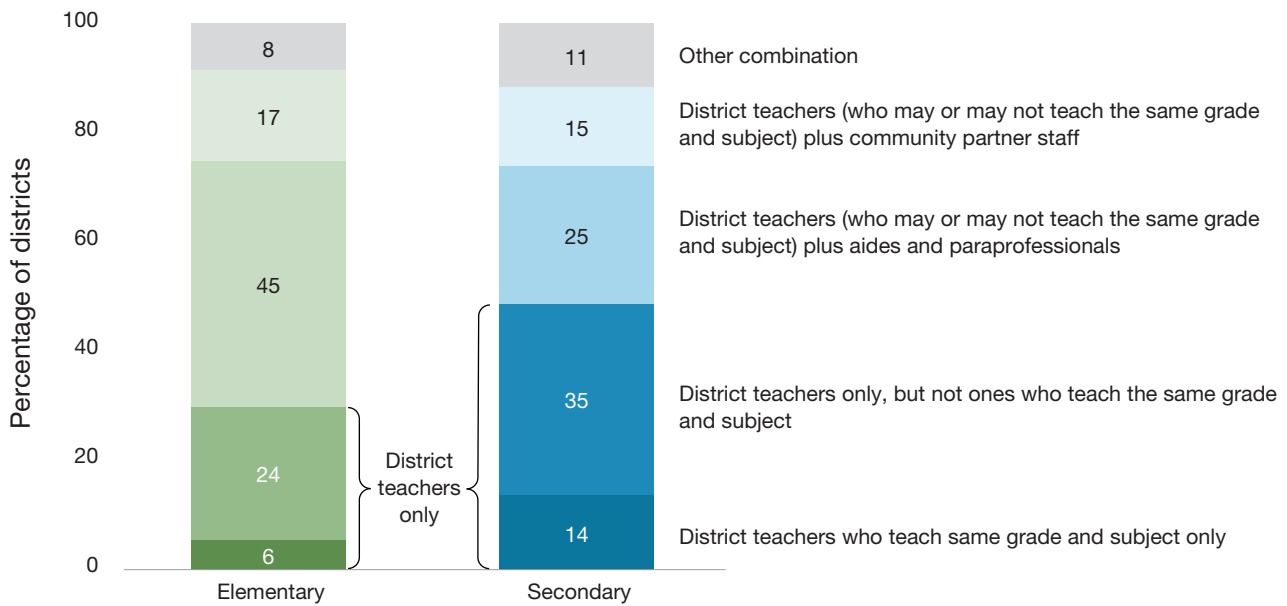 Percentage of districts
100
80
60
40
20
0
8
17
45
24
6
Elementary
District
teachers
only
11
15
25
35
14
Secondary
Other combination
District teachers (who may or may not teach the same grade
and subject) plus community partner staff
District teachers (who may or may not teach the same grade
and subject) plus aides and paraprofessionals
District teachers only, but not ones who teach the same grade
and subject
District teachers who teach same grade and subject only